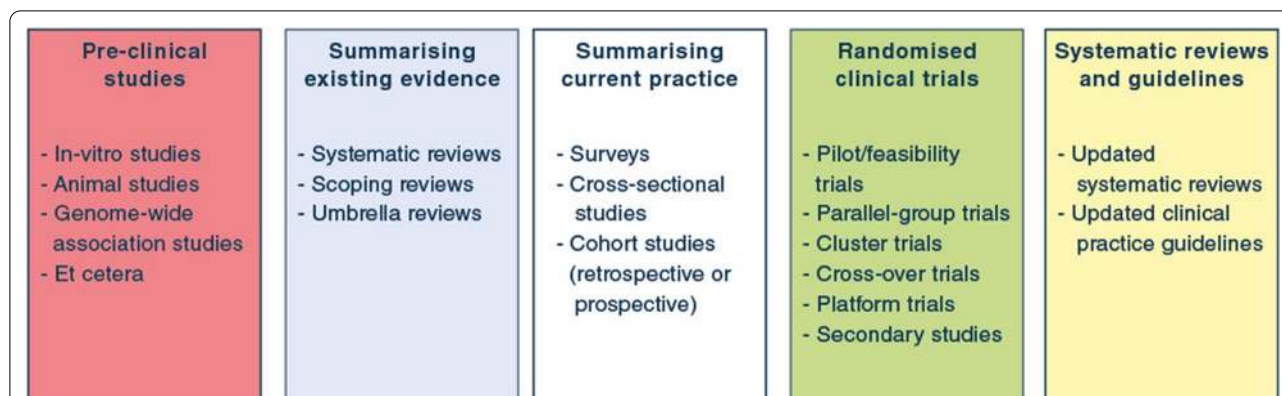 Pre-clinical
studies
- In-vitro studies
- Animal studies
- Genome-wide
association studies
- Et cetera
Summarising
existing evidence
- Systematic reviews
- Scoping reviews
- Umbrella reviews
Summarising
current practice
- Surveys
- Cross-sectional
studies
- Cohort studies
(retrospective or
prospective)
Randomised
clinical trials
- Pilot/feasibility
trials
- Parallel-group trials
- Cluster trials
- Cross-over trials
- Platform trials
- Secondary studies
Systematic reviews
and guidelines
- Updated
systematic reviews
- Updated clinical
practice guidelines